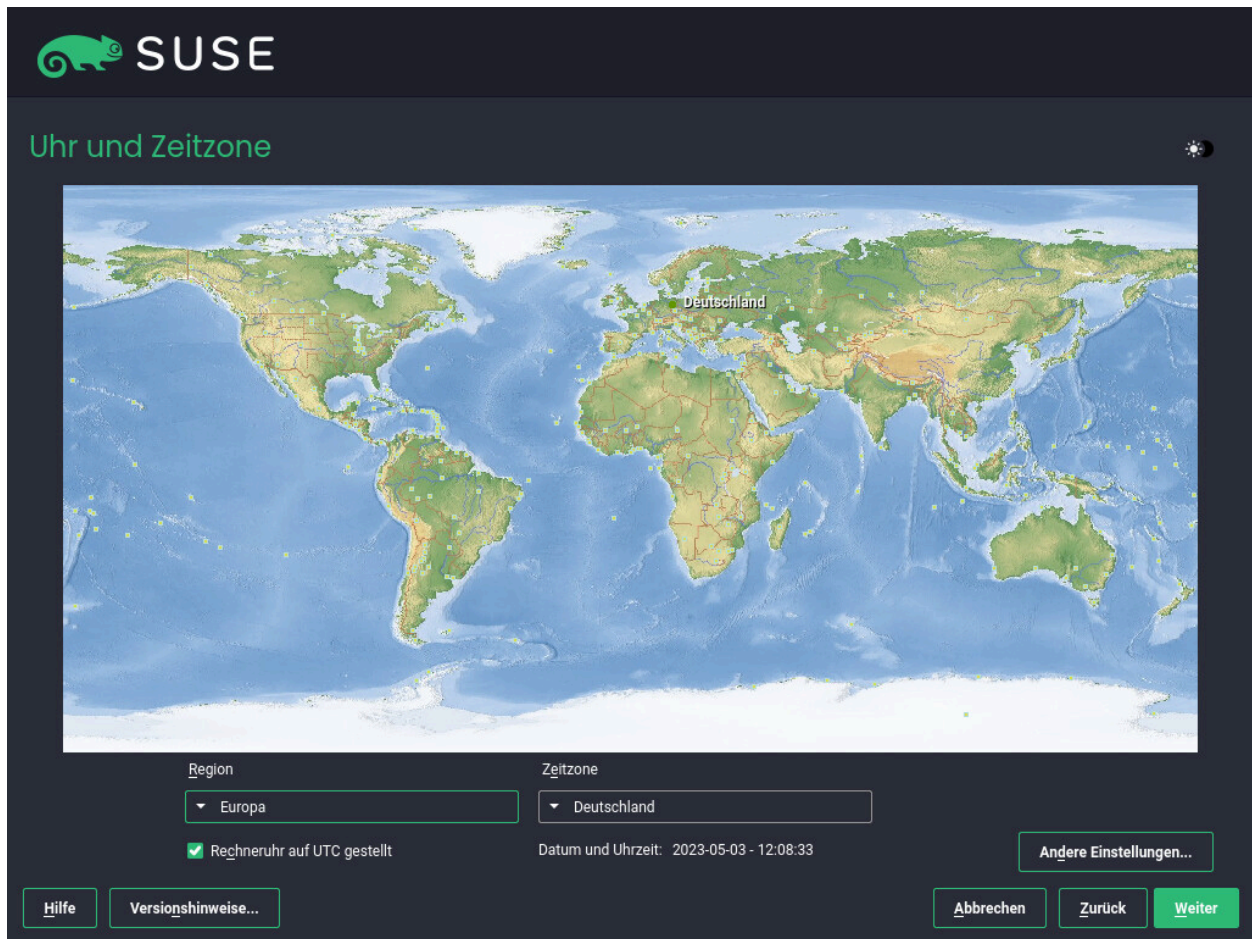 SUSE
Uhr und Zeitzone
Deutschland
Region
Zeitzone
Europa
Deutschland
Rechneruhr auf UTC gestellt
Datum und Uhrzeit: 2023-05-03 - 12:08:33
Andere Einstellungen...
Hilfe
Versionshinweise...
Abbrechen
Zurück
Weiter